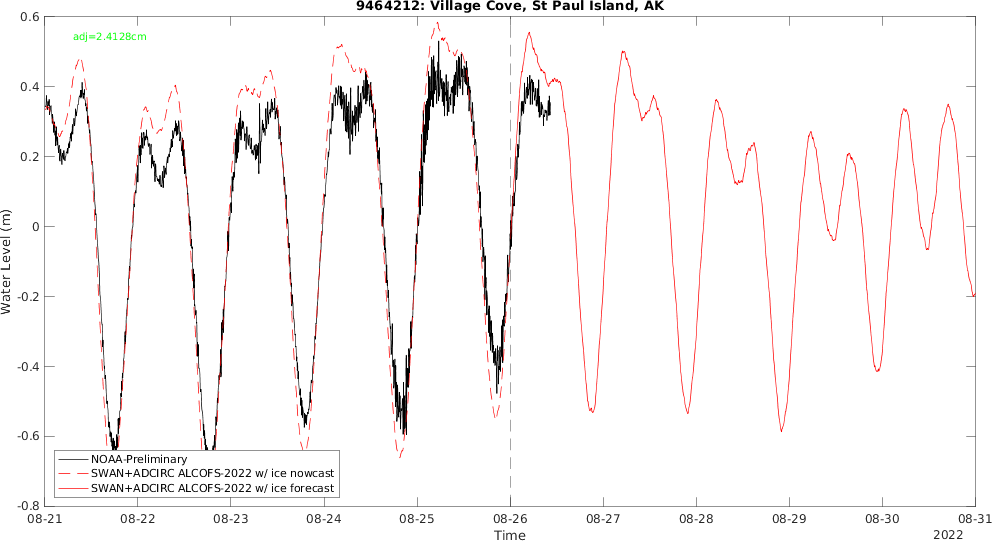 9464212: Village Cove, St Paul Island, AK
adj=2.4128cm
Water Level (m)
0.6
0.4
0.2
0
-0.2
-0.4
-0.6
-0.8
NOAA-Preliminary
SWAN+ADCIRC ALCOFS-2022 w/ ice nowcast
SWAN+ADCIRC ALCOFS-2022 w/ ice forecast
08-21 08-22 08-23 08-24 08-25 08-26 08-27 08-28 08-29 08-30 08-31
Time
2022